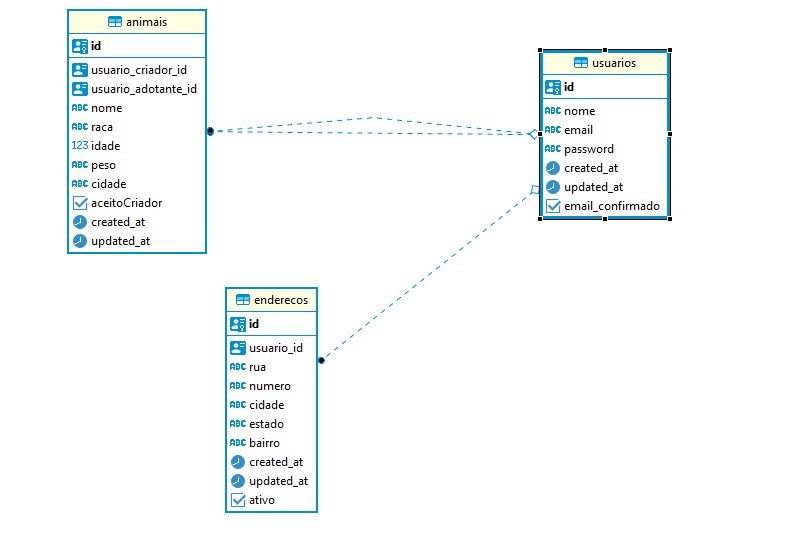 animais
id
usuario_criador_id
usuario_adotante_id
ABC nome
ABC raca
123 idade
ABC peso
ABC cidade
aceitoCriador
created_at
updated_at
usuarios
id
ABC nome
ABC email
ABC password
created_at
updated_at
email_confirmado
enderecos
id
usuario_id
ABC rua
ABC numero
ABC cidade
ABC estado
ABC bairro
created_at
updated_at
ativo